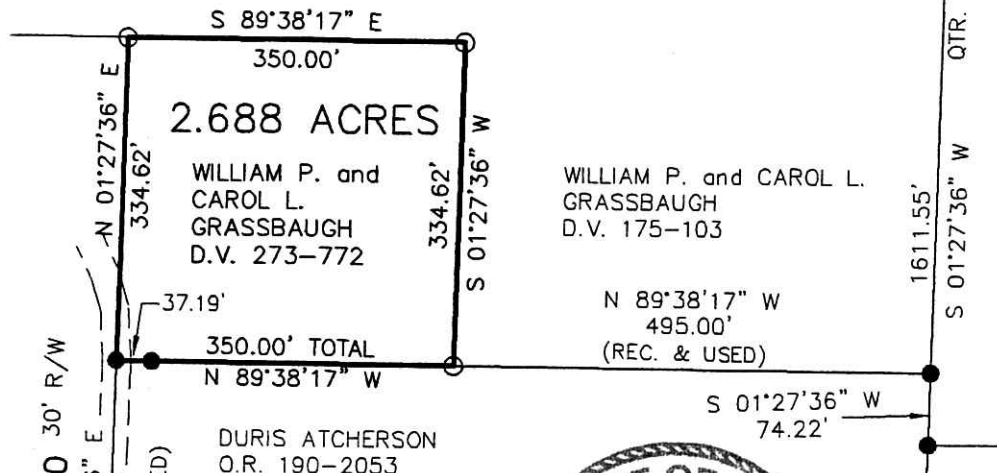 S 89°38'17" E
350.00'
QTR.
N 01°27'36" E
334.62'
2.688 ACRES
WILLIAM P. and
CAROL L.
GRASSBAUGH
D.V. 273-772
334.62'
S 01°27'36" W
WILLIAM P. and CAROL L.
GRASSBAUGH
D.V. 175-103
1611.55'
S 01°27'36" W
37.19'
N 89°38'17" W
495.00'
(REC. & USED)
350.00' TOTAL
N 89°38'17" W
30' R/W
S 01°27'36" W
74.22'
DURIS ATCHERSON
O.R. 190-2053